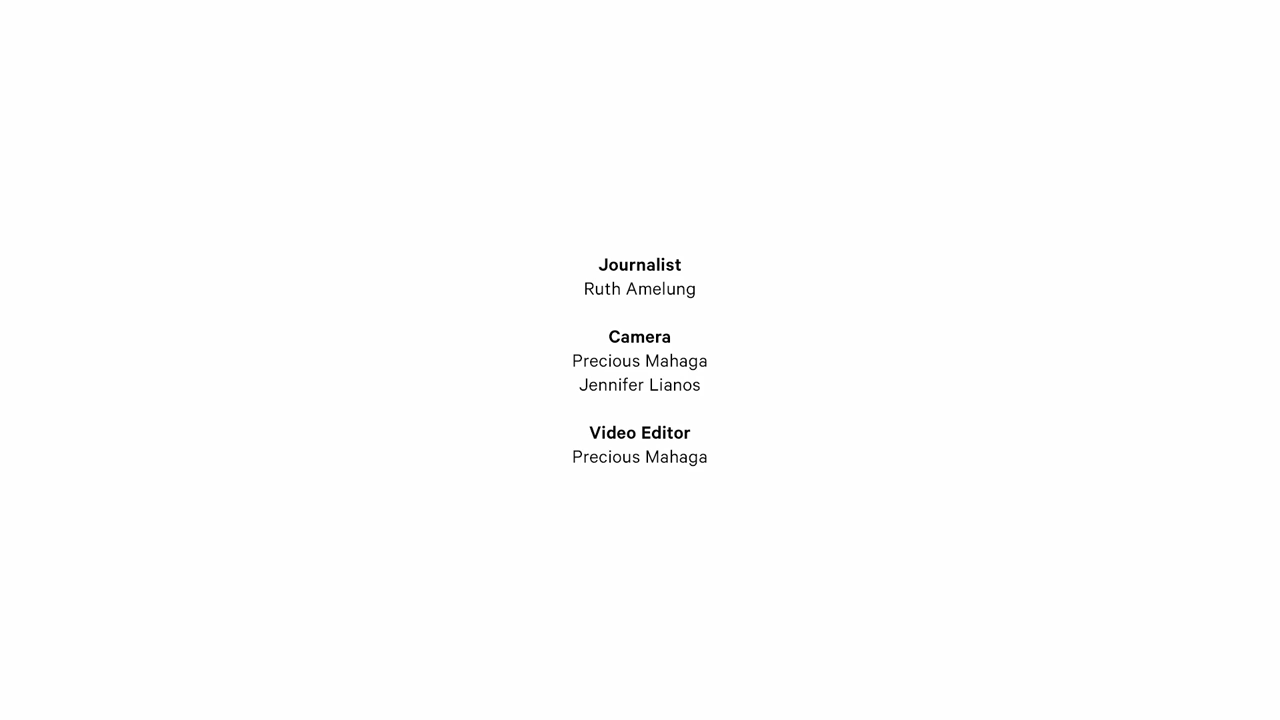 Journalist
Ruth Amelung
Camera
Precious Mahaga
Jennifer Lianos
Video Editor
Precious Mahaga